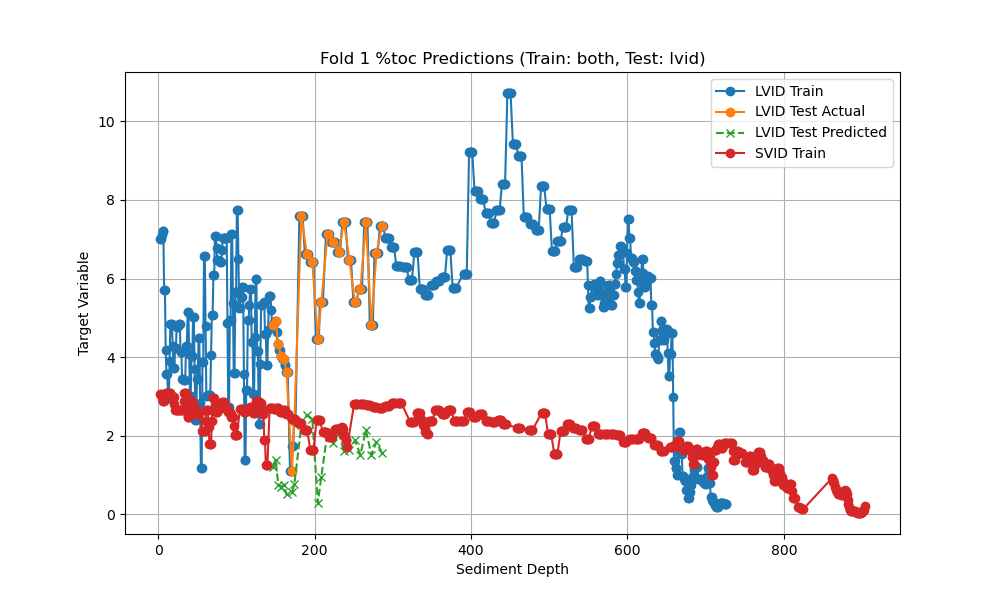 Fold 1 %toc Predictions (Train: both, Test: lvid)
LVID Train
LVID Test Actual
LVID Test Predicted
SVID Train
Target Variable
10
8
6
4
2
0
0 200 400 600 800
Sediment Depth